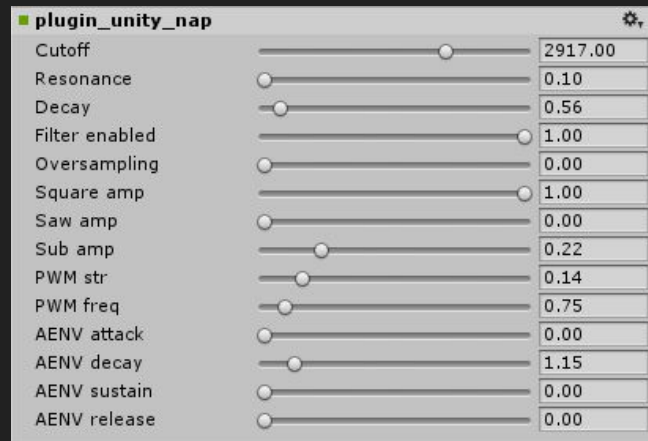 plugin_unity_nap
Cutoff 2917.00
Resonance 0.10
Decay 0.56
Filter enabled 1.00
Oversampling 0.00
Square amp 1.00
Saw amp 0.00
Sub amp 0.22
PWM str 0.14
PWM freq 0.75
AENV attack 0.00
AENV decay 1.15
AENV sustain 0.00
AENV release 0.00